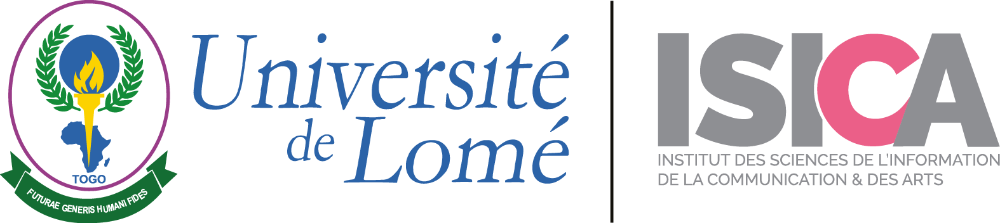 TOGO
FUTURAE GENERIS HUMANI FIDES
Université
de Lomé
ISICA
INSTITUT DES SCIENCES DE L'INFORMATION
DE LA COMMUNICATION & DES ARTS